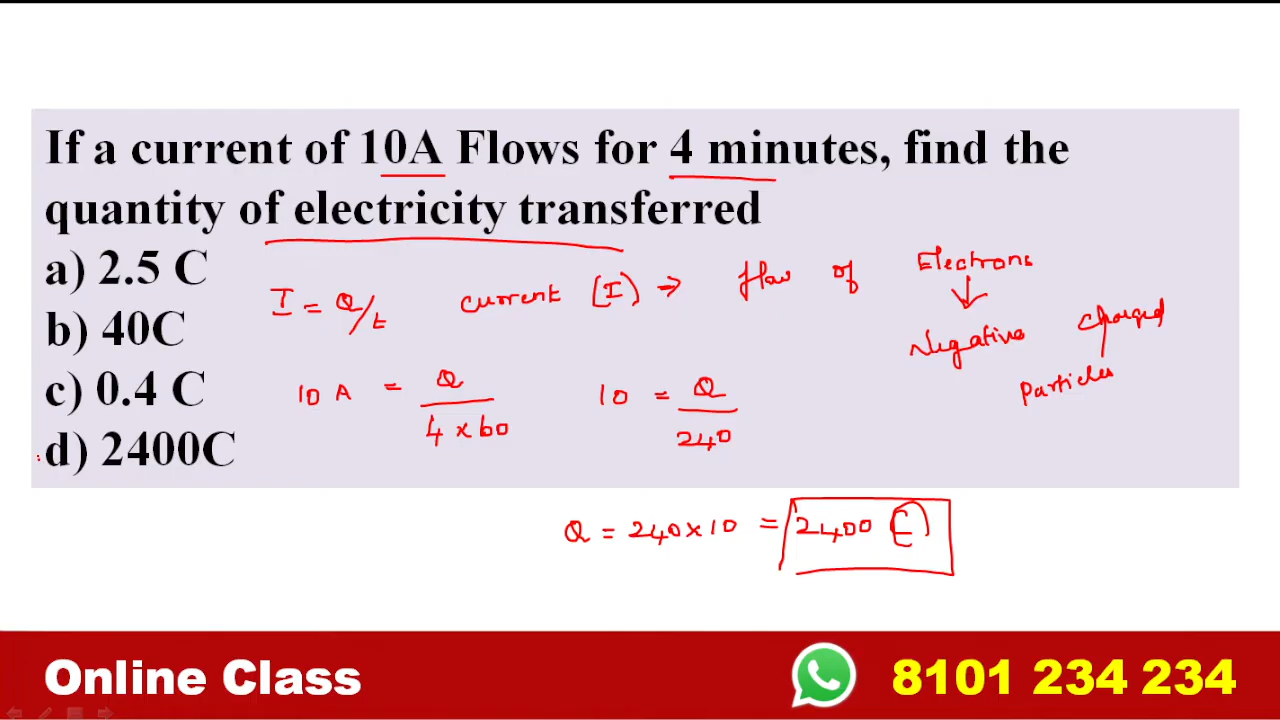 If a current of 10A Flows for 4 minutes, find the
quantity of electricity transferred
a) 2.5 C
b) 40C
c) 0.4 C
d) 2400C
I = Q/t current (I) → flow of Electrons
↓
Negative charged
Particles
10 A = Q / 4 x 60
10 = Q / 240
Q = 240 x 10 = 2400 C
Online Class
8101 234 234